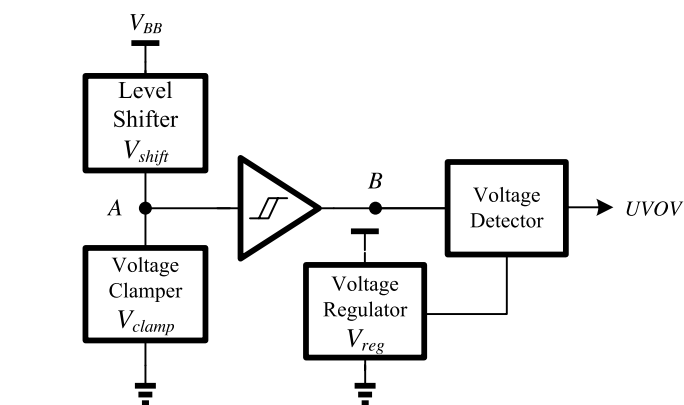 V_BB
Level
Shifter
V_shift
A
B
Voltage
Detector
UVOV
Voltage
Clamper
V_clamp
Voltage
Regulator
V_reg